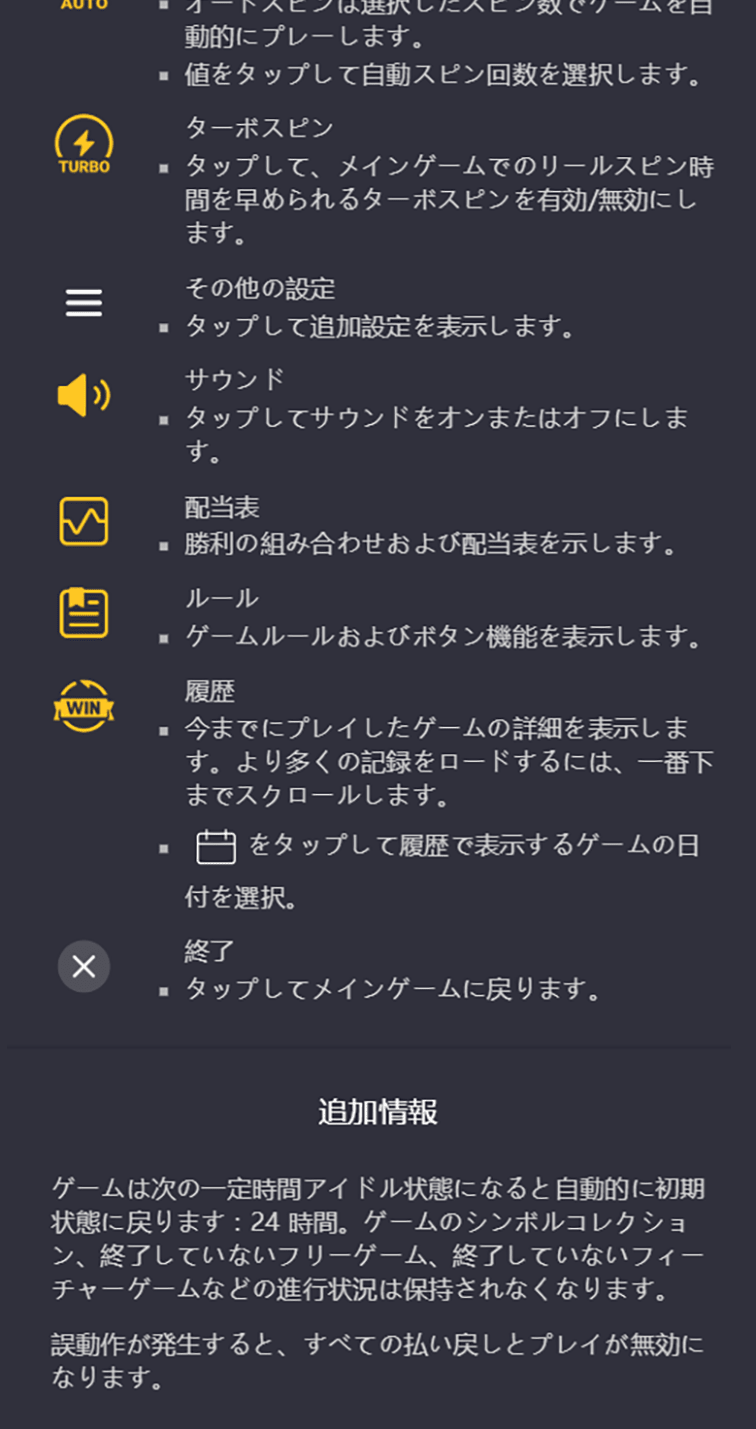 AUTO
オートスピンは選択したスピン数でゲームを自
動的にプレーします。
値をタップして自動スピン回数を選択します。
ターボスピン
TURBO
タップして、メインゲームでのリールスピン時
間を早められるターボスピンを有効/無効にし
ます。
その他の設定
タップして追加設定を表示します。
サウンド
タップしてサウンドをオンまたはオフにしま
す。
配当表
勝利の組み合わせおよび配当表を示します。
ルール
ゲームルールおよびボタン機能を表示します。
履歴
WIN
今までにプレイしたゲームの詳細を表示しま
す。より多くの記録をロードするには、一番下
までスクロールします。
をタップして履歴で表示するゲームの日
付を選択。
終了
タップしてメインゲームに戻ります。
追加情報
ゲームは次の一定時間アイドル状態になると自動的に初期
状態に戻ります：24 時間。ゲームのシンボルコレクショ
ン、終了していないフリーゲーム、終了していないフィー
チャーゲームなどの進行状況は保持されなくなります。
誤動作が発生すると、すべての払い戻しとプレイが無効に
なります。